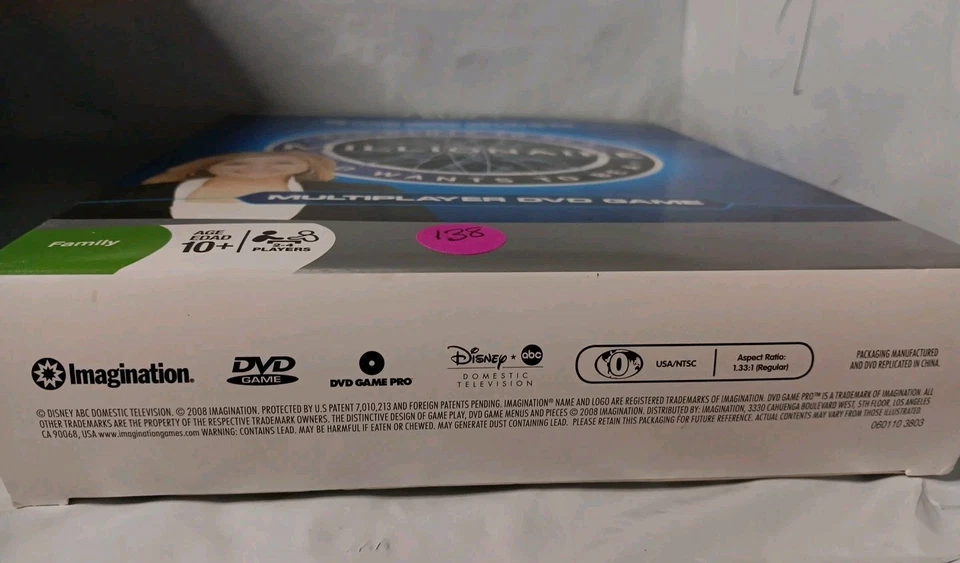 MILLIONAIRE
WANTS TO BE
MULTIPLAYER DVD GAME
Family
AGE
EDAD
10+
2-4
PLAYERS
138
Imagination®
DVD
GAME
DVD GAME PRO
Disney • abc
DOMESTIC
TELEVISION
0
USA/NTSC
Aspect Ratio:
1.33:1 (Regular)
PACKAGING MANUFACTURED
AND DVD REPLICATED IN CHINA.
© DISNEY ABC DOMESTIC TELEVISION. © 2008 IMAGINATION. PROTECTED BY U.S PATENT 7,010,213 AND FOREIGN PATENTS PENDING. IMAGINATION® NAME AND LOGO ARE REGISTERED TRADEMARKS OF IMAGINATION. DVD GAME PRO™ IS A TRADEMARK OF IMAGINATION. ALL
OTHER TRADEMARKS ARE THE PROPERTY OF THE RESPECTIVE TRADEMARK OWNERS. THE DISTINCTIVE DESIGN OF GAME PLAY, DVD GAME MENUS AND PIECES © 2008 IMAGINATION. DISTRIBUTED BY: IMAGINATION, 3330 CAHUENGA BOULEVARD WEST, 5TH FLOOR, LOS ANGELES
CA 90068, USA www.imaginationgames.com WARNING: CONTAINS LEAD. MAY BE HARMFUL IF EATEN OR CHEWED. MAY GENERATE DUST CONTAINING LEAD. PLEASE RETAIN THIS PACKAGING FOR FUTURE REFERENCE. ACTUAL CONTENTS MAY VARY FROM THOSE ILLUSTRATED
060110 3803